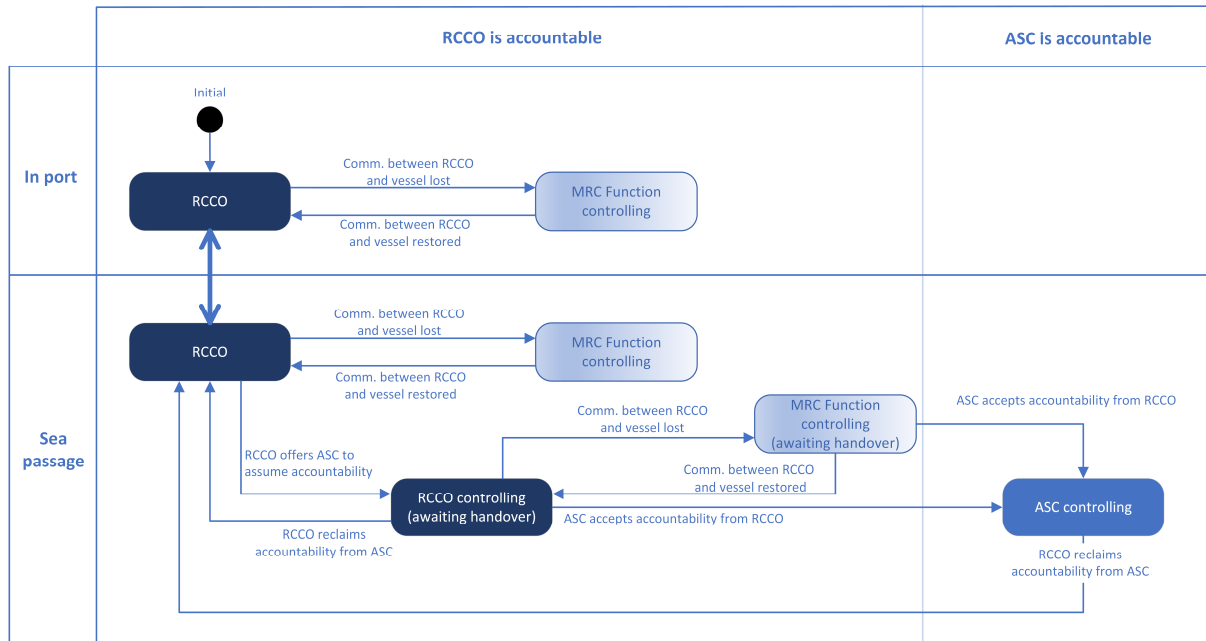 RCCO is accountable
ASC is accountable
In port
Initial
RCCO
Comm. between RCCO
and vessel lost
MRC Function
controlling
Comm. between RCCO
and vessel restored
Sea
passage
RCCO
Comm. between RCCO
and vessel lost
MRC Function
controlling
Comm. between RCCO
and vessel restored
RCCO offers ASC to
assume accountability
Comm. between RCCO
and vessel lost
MRC Function
controlling
(awaiting handover)
ASC accepts accountability from RCCO
Comm. between RCCO
and vessel restored
RCCO controlling
(awaiting handover)
ASC accepts accountability from RCCO
ASC controlling
RCCO reclaims
accountability from ASC
RCCO reclaims
accountability from ASC